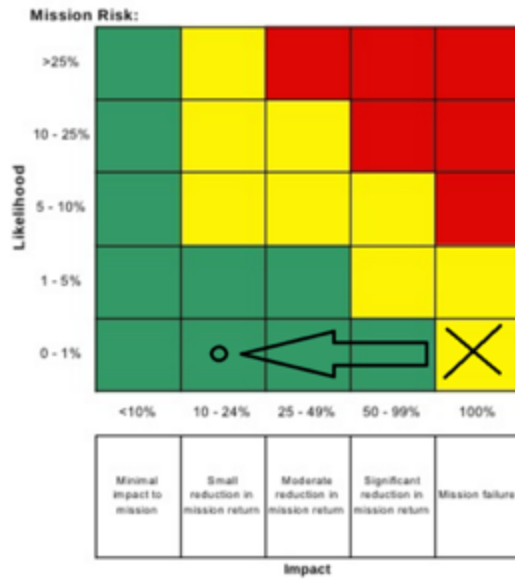 Mission Risk:
>25%
10 - 25%
5 - 10%
1 - 5%
0 - 1%
Likelihood
<10%
10 - 24%
25 - 49%
50 - 99%
100%
Minimal
impact to
mission
Small
reduction in
mission return
Moderate
reduction in
mission return
Significant
reduction in
mission return
Mission failure
Impact